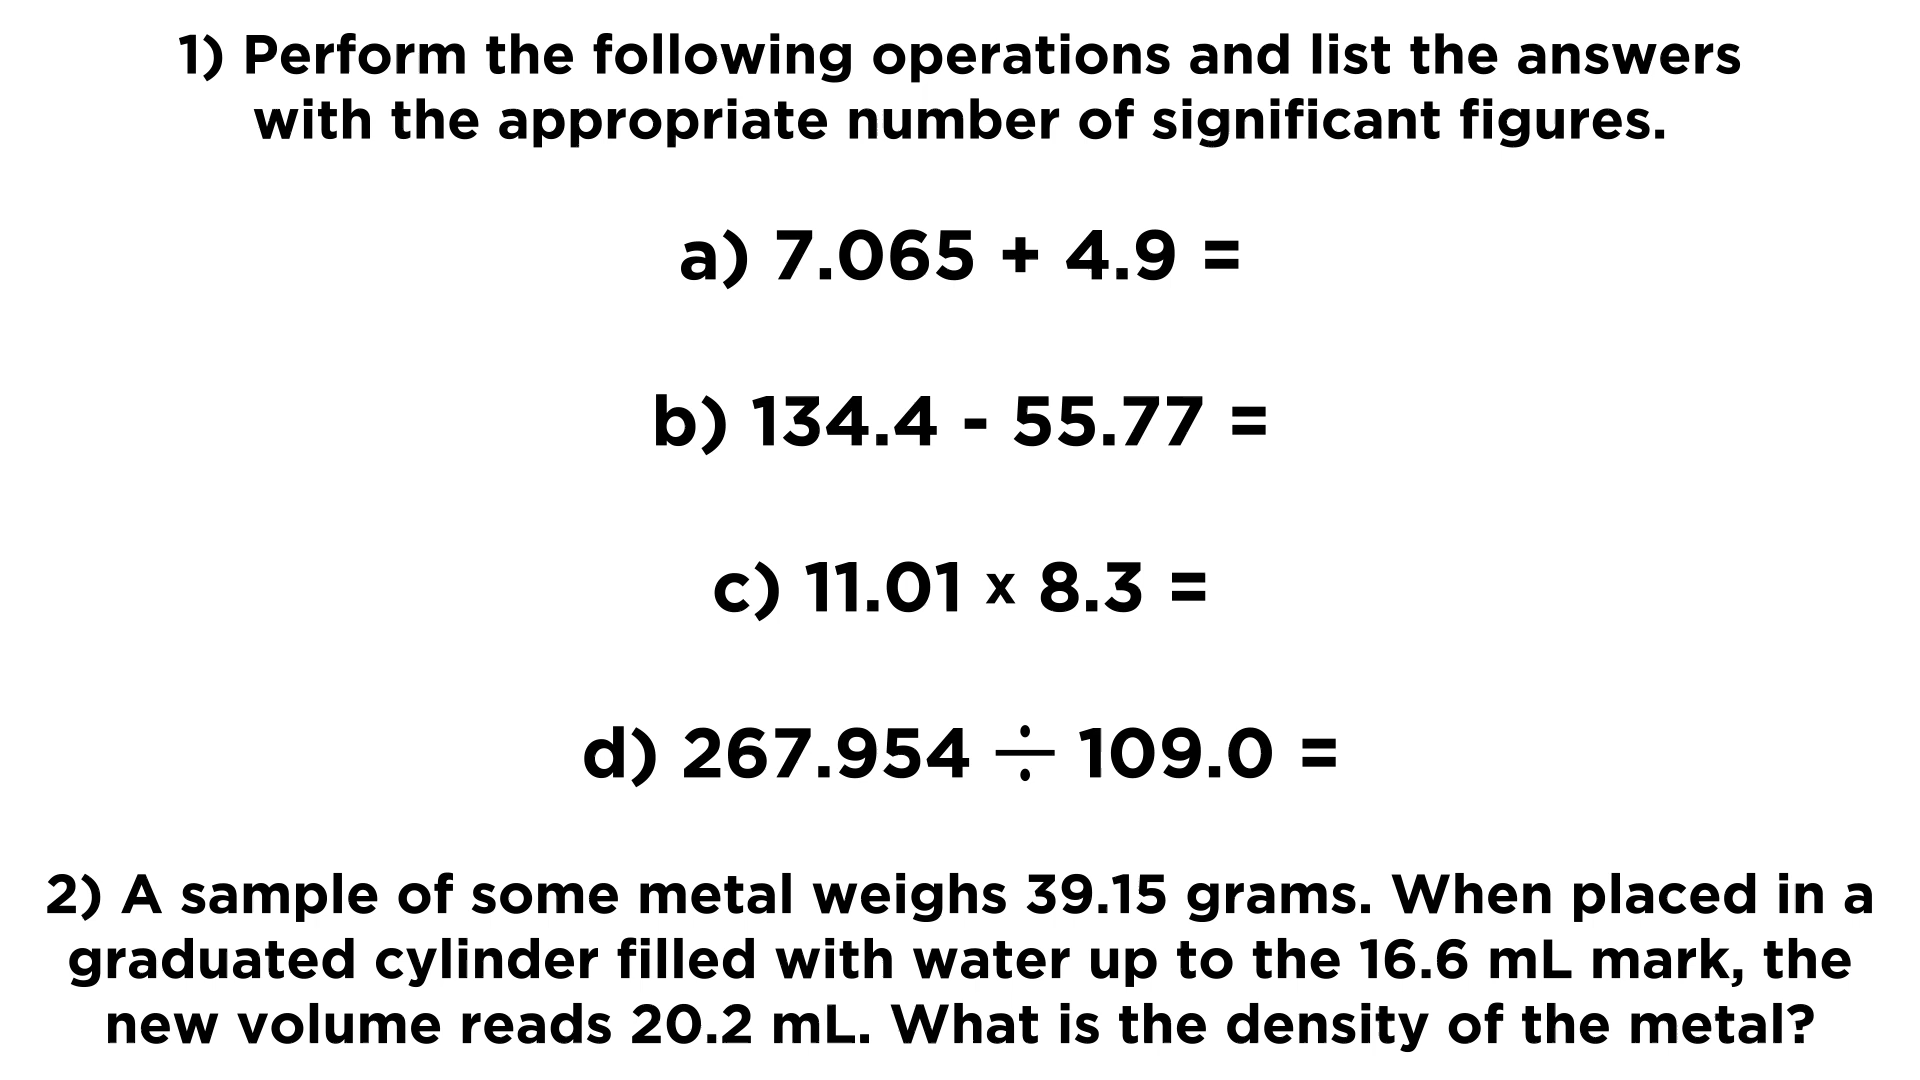 1) Perform the following operations and list the answers
with the appropriate number of significant figures.
a) 7.065 + 4.9 =
b) 134.4 - 55.77 =
c) 11.01 x 8.3 =
d) 267.954 ÷ 109.0 =
2) A sample of some metal weighs 39.15 grams. When placed in a
graduated cylinder filled with water up to the 16.6 mL mark, the
new volume reads 20.2 mL. What is the density of the metal?